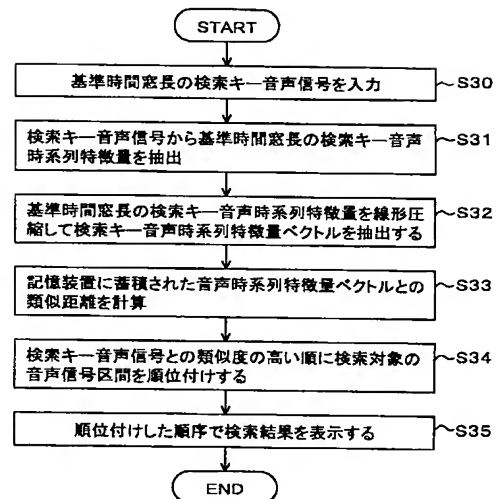 START
基準時間窓長の検索キー音声信号を入力
S30
検索キー音声信号から基準時間窓長の検索キー音声
時系列特徴量を抽出
S31
基準時間窓長の検索キー音声時系列特徴量を線形圧
縮して検索キー音声時系列特徴量ベクトルを抽出する
S32
記憶装置に蓄積された音声時系列特徴量ベクトルとの
類似距離を計算
S33
検索キー音声信号との類似度の高い順に検索対象の
音声信号区間を順位付けする
S34
順位付けした順序で検索結果を表示する
S35
END